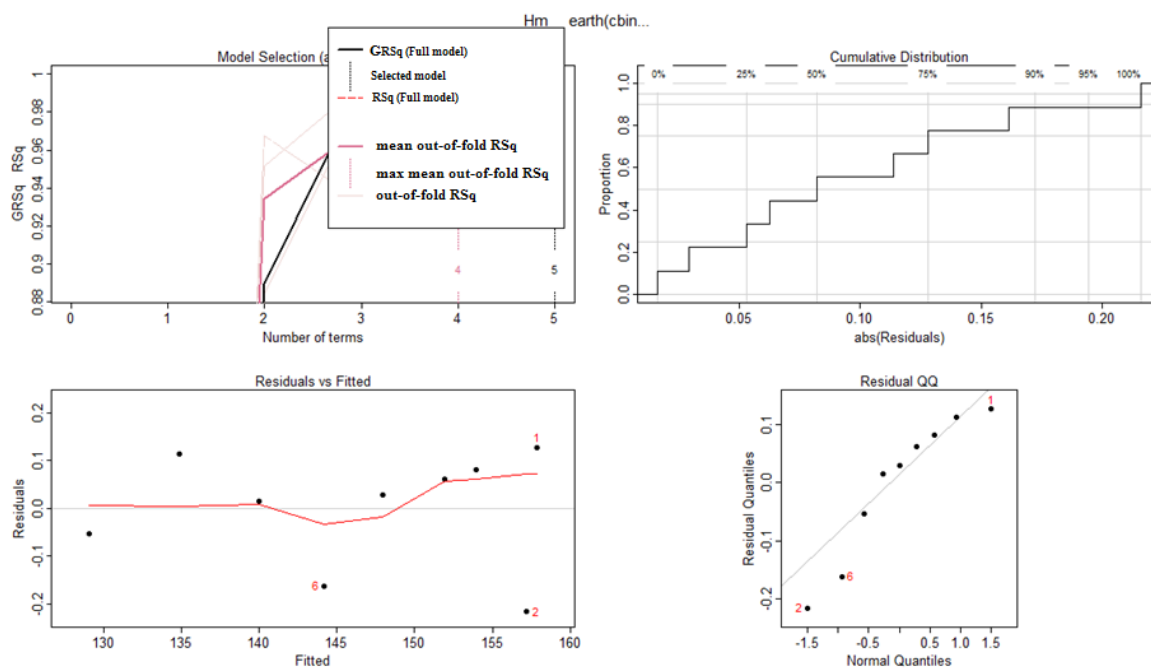 Hm earth(cbin...
Model Selection (a
GRSq (Full model)
Selected model
RSq (Full model)
mean out-of-fold RSq
max mean out-of-fold RSq
out-of-fold RSq
GRSq RSq
1
0.98
0.96
0.94
0.92
0.9
0.88
4
5
0 1 2 3 4 5
Number of terms
Cumulative Distribution
0% 25% 50% 75% 90% 95% 100%
Proportion
1.0
0.8
0.6
0.4
0.2
0.0
0.05 0.10 0.15 0.20
abs(Residuals)
Residuals vs Fitted
Residuals
0.2
0.1
0.0
-0.1
-0.2
1
6
2
130 135 140 145 150 155 160
Fitted
Residual QQ
Residual Quantiles
0.1
0.0
-0.1
-0.2
1
6
2
-1.5 -0.5 0.5 1.0 1.5
Normal Quantiles